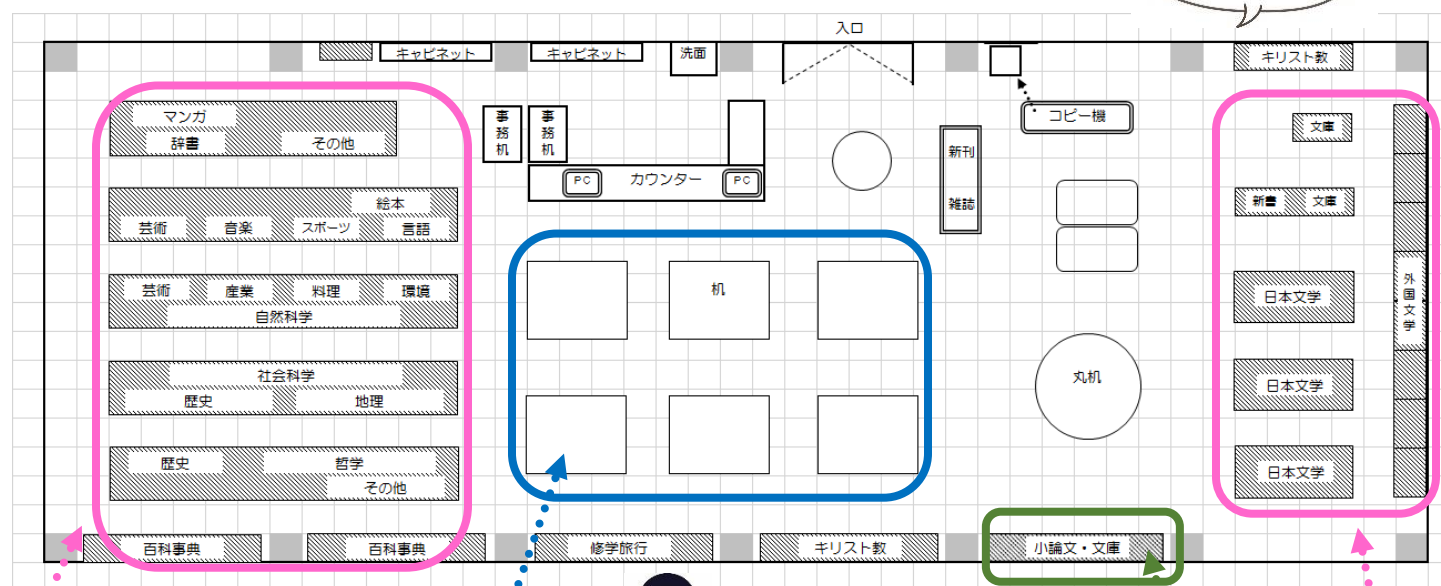 入口
キャビネット
キャビネット
洗面
キリスト教
マンガ
辞書
その他
事務机
事務机
PC
カウンター
PC
新刊
雑誌
コピー機
文庫
新書
文庫
絵本
芸術
音楽
スポーツ
言語
芸術
産業
料理
環境
自然科学
机
日本文学
外国文学
社会科学
歴史
地理
丸机
日本文学
歴史
哲学
その他
日本文学
百科事典
百科事典
修学旅行
キリスト教
小論文・文庫